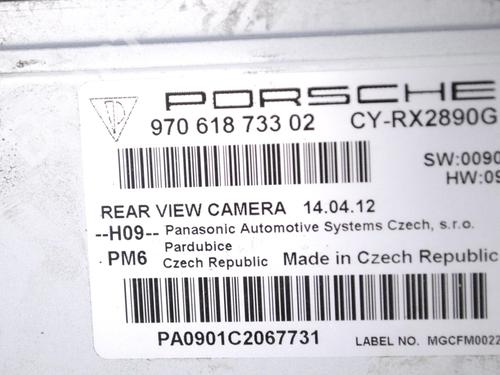 PORSCHE
970 618 733 02 CY-RX2890G
SW:0090
HW:09
REAR VIEW CAMERA 14.04.12
--H09-- Panasonic Automotive Systems Czech, s.r.o.
Pardubice
PM6 Czech Republic Made in Czech Republic
PA0901C2067731 LABEL NO. MGCFM0022